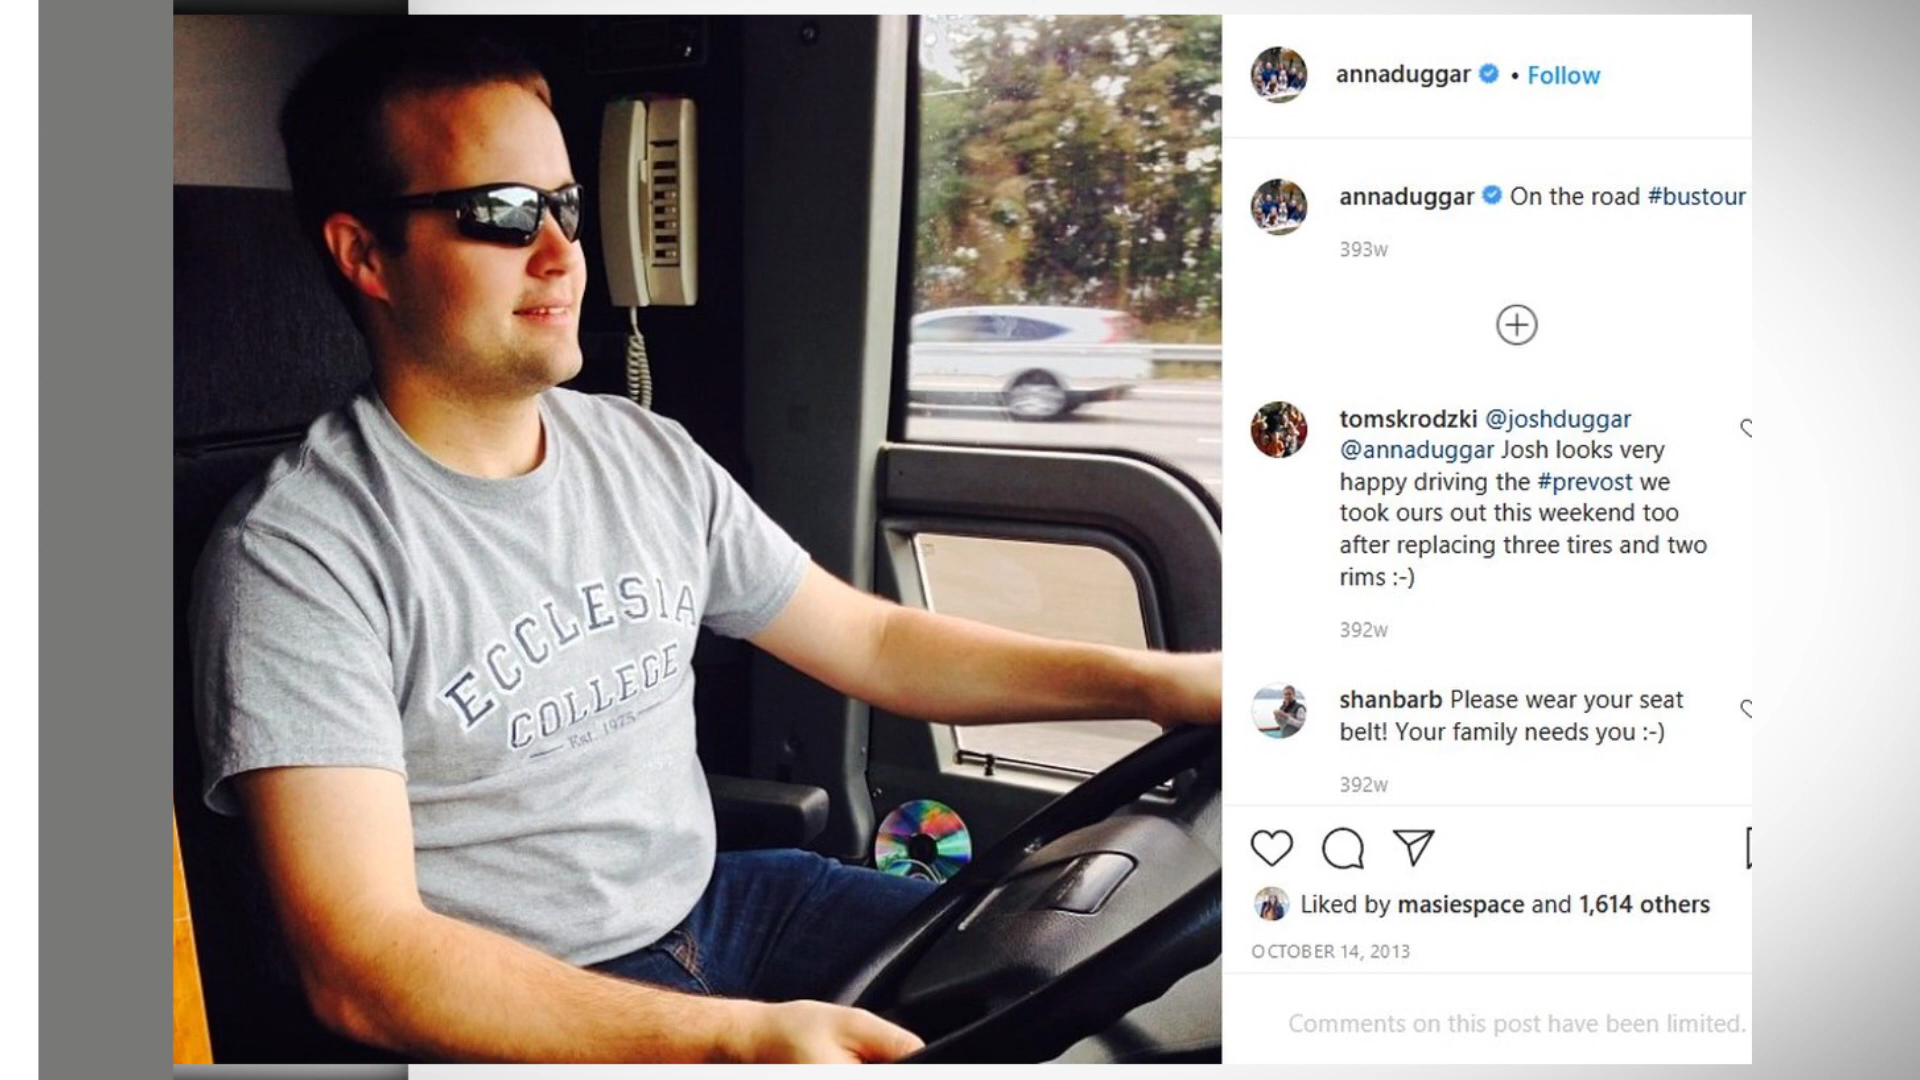 annaduggar • Follow
annaduggar On the road #bustour
393w
tomskrodzki @joshduggar
@annaduggar Josh looks very
happy driving the #prevost we
took ours out this weekend too
after replacing three tires and two
rims :-)
392w
shanbarb Please wear your seat
belt! Your family needs you :-)
392w
Liked by masiespace and 1,614 others
OCTOBER 14, 2013
Comments on this post have been limited.
ECCLESIA
COLLEGE
Est. 1975